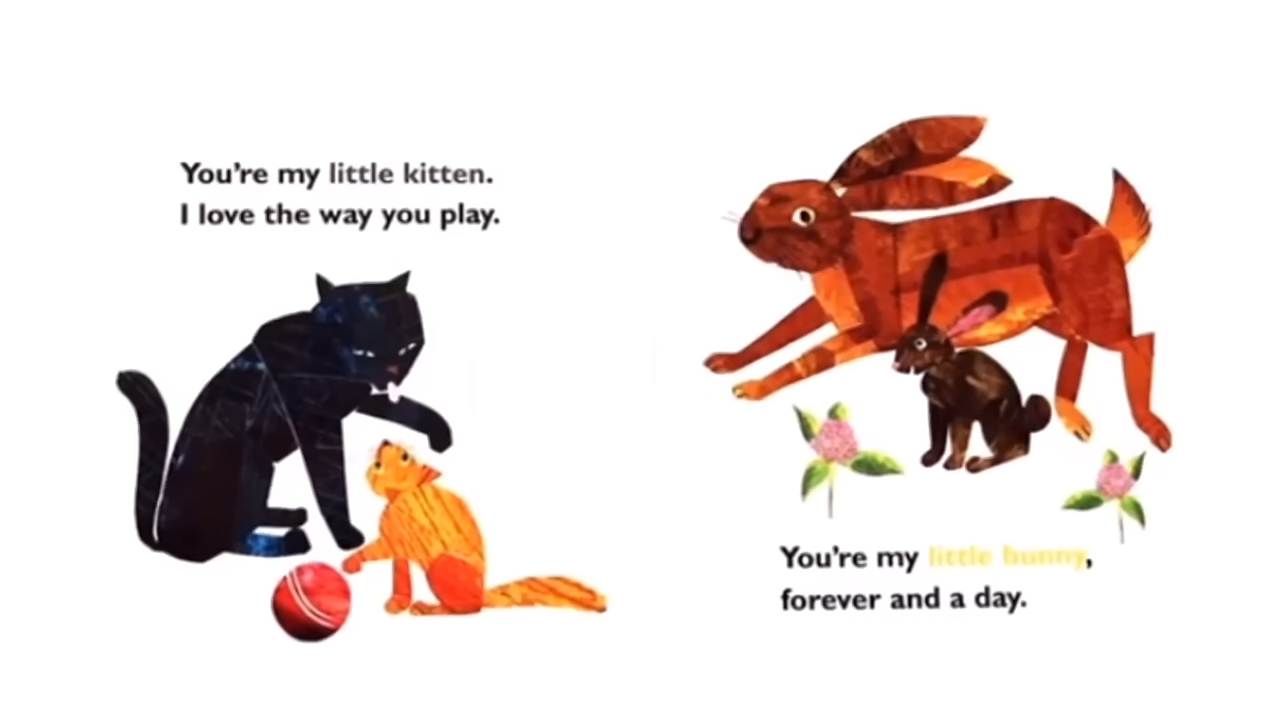 You're my little kitten.
I love the way you play.
You're my little bunny,
forever and a day.